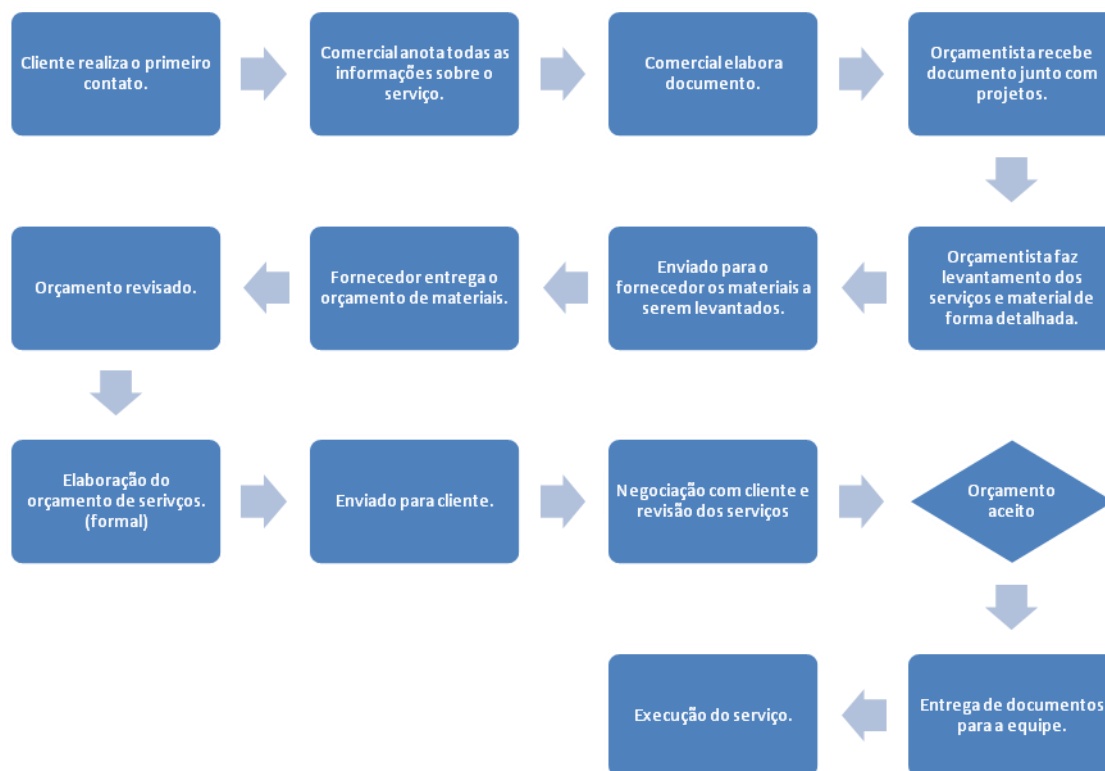 Cliente realiza o primeiro
contato.
Comercial anota todas as
informações sobre o
serviço.
Comercial elabora
documento.
Orçamentista recebe
documento junto com
projetos.
Orçamentista faz
levantamento dos
serviços e material de
forma detalhada.
Enviado para o
fornecedor os materiais a
serem levantados.
Fornecedor entrega o
orçamento de materiais.
Orçamento revisado.
Elaboração do
orçamento de serivços.
(formal)
Enviado para cliente.
Negociação com cliente e
revisão dos serviços
Orçamento
aceito
Entrega de documentos
para a equipe.
Execução do serviço.